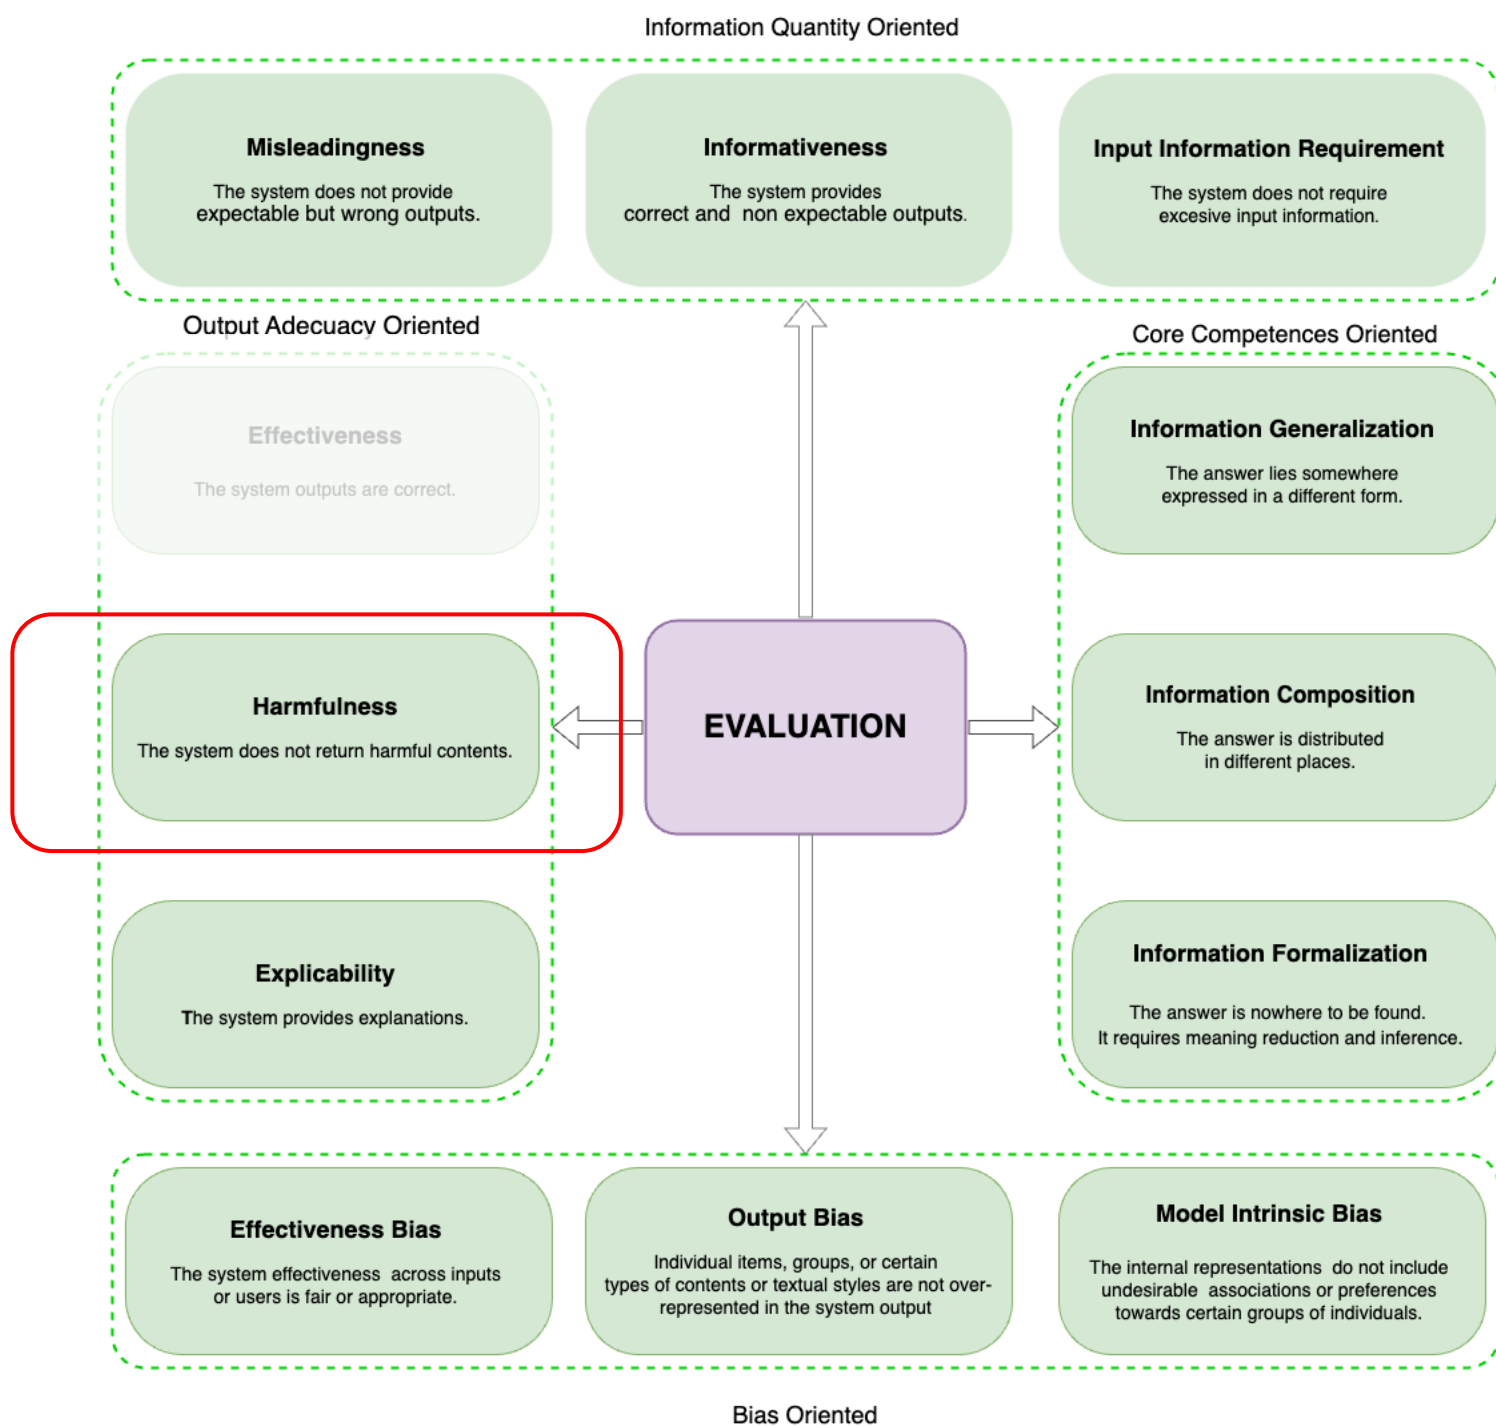 Information Quantity Oriented
Misleadingness
The system does not provide
expectable but wrong outputs.
Informativeness
The system provides
correct and non expectable outputs.
Input Information Requirement
The system does not require
excesive input information.
Output Adecuacy Oriented
Effectiveness
The system outputs are correct.
Harmfulness
The system does not return harmful contents.
Explicability
The system provides explanations.
EVALUATION
Core Competences Oriented
Information Generalization
The answer lies somewhere
expressed in a different form.
Information Composition
The answer is distributed
in different places.
Information Formalization
The answer is nowhere to be found.
It requires meaning reduction and inference.
Effectiveness Bias
The system effectiveness across inputs
or users is fair or appropriate.
Output Bias
Individual items, groups, or certain
types of contents or textual styles are not over-
represented in the system output
Model Intrinsic Bias
The internal representations do not include
undesirable associations or preferences
towards certain groups of individuals.
Bias Oriented